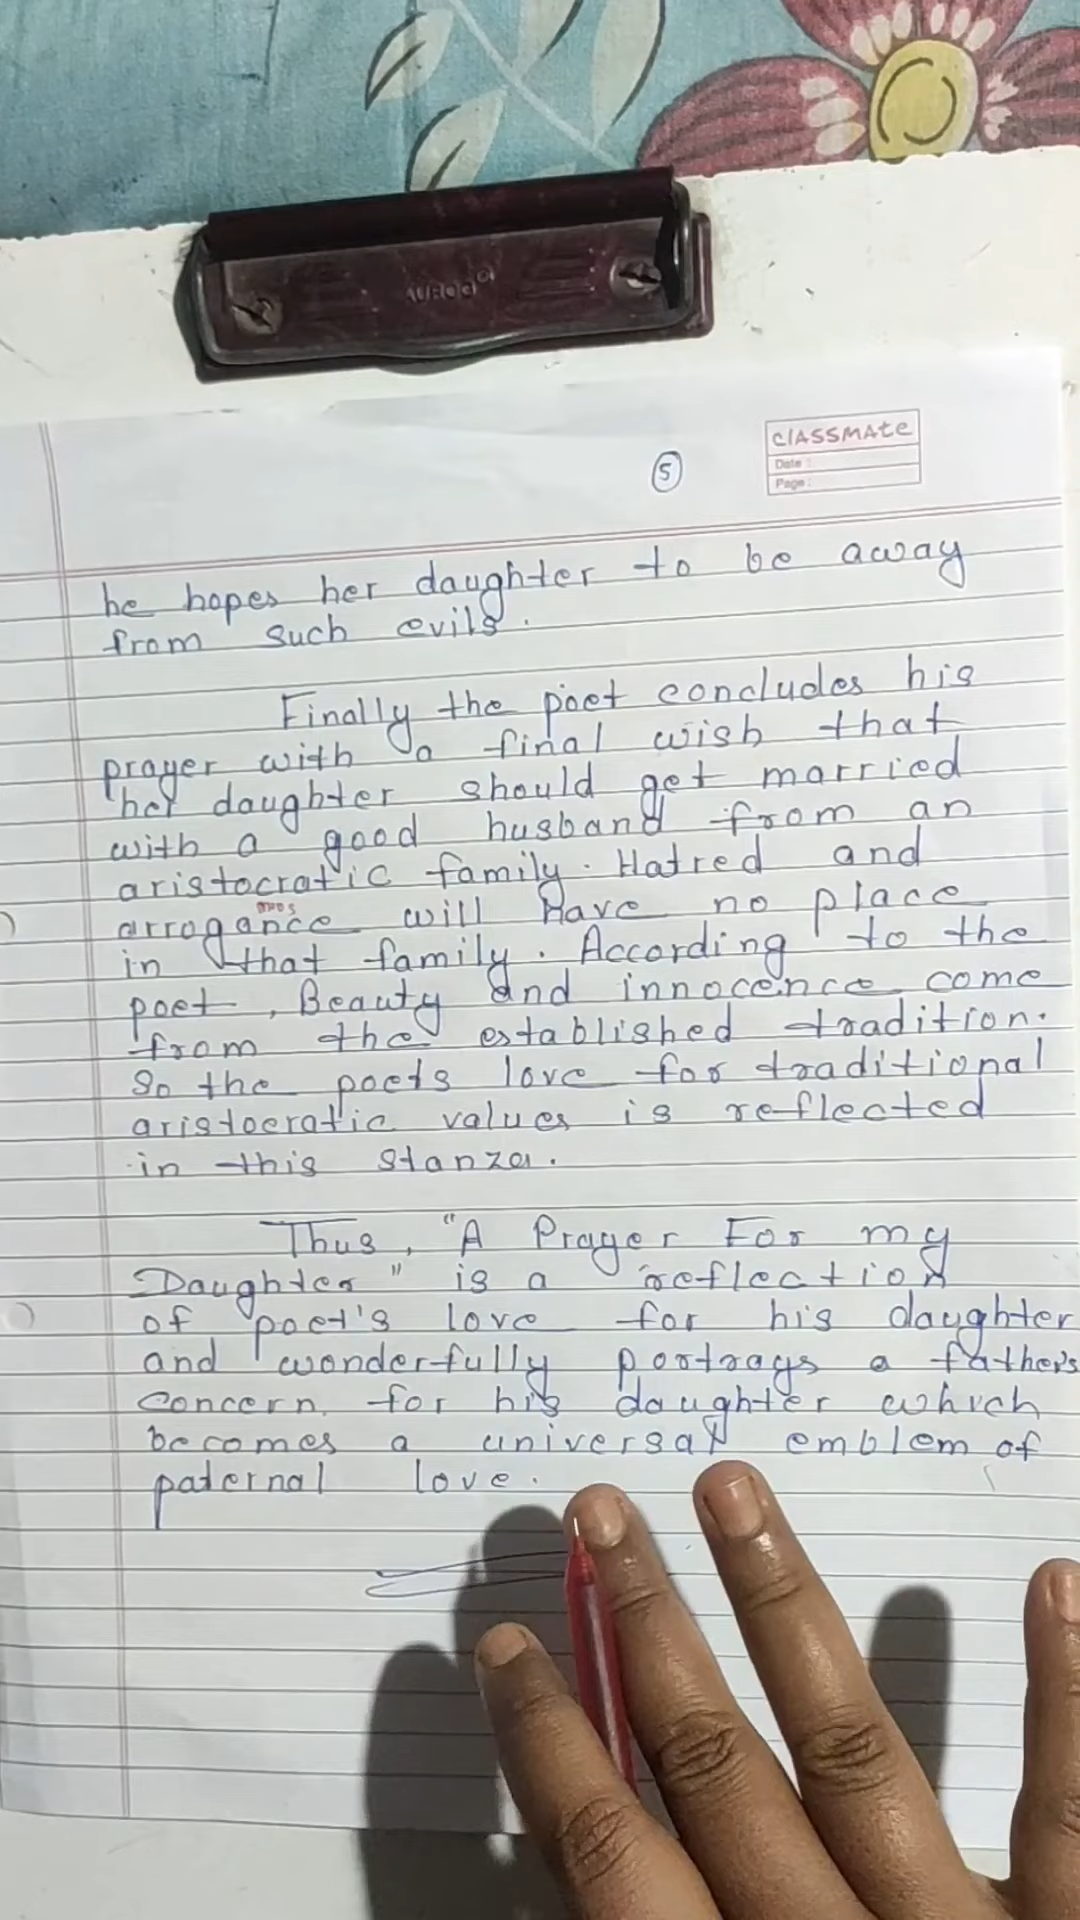 AUROO
5
CLASSMATE
Date :
Page :
he hopes her daughter to be away
from such evils.
Finally the poet concludes his
prayer with a final wish that
her daughter should get married
with a good husband from an
aristocratic family. Hatred and
arrogance will Have no place
in that family. According to the
poet, Beauty and innocence come
from the established tradition.
So the poets love for traditional
aristocratic values is reflected
in this stanza.
Thus, "A Prayer For my
Daughter" is a reflection
of poet's love for his daughter
and wonderfully portrays a father's
concern for his daughter which
becomes a universal emblem of
paternal love.